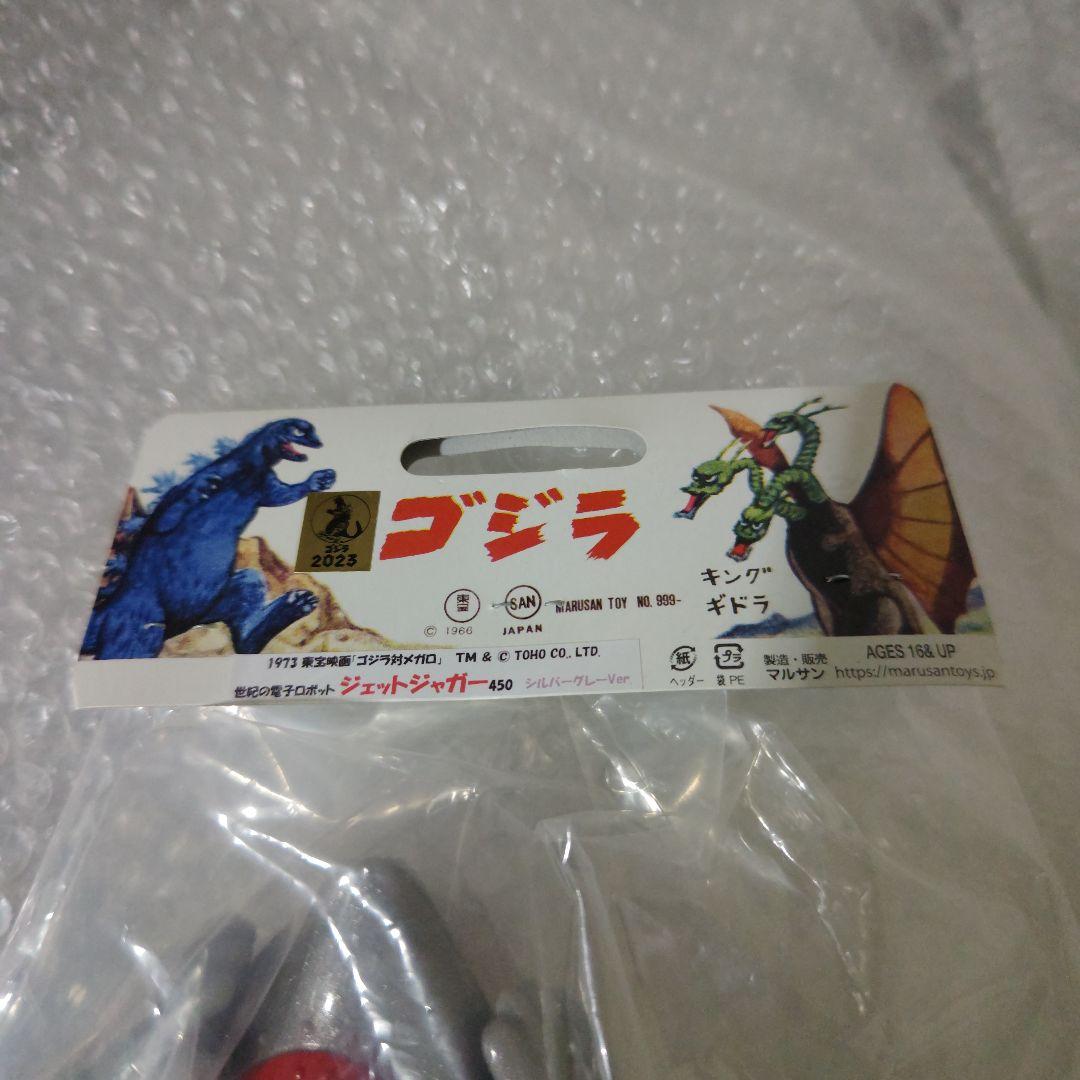 ゴジラ
ゴジラ
2023
キング
ギドラ
東宝
© 1966
SAN
JAPAN
MARUSAN TOY NO. 999-
1973 東宝映画「ゴジラ対メガロ」 TM & © TOHO CO., LTD.
世紀の電子ロボット ジェットジャガー450 シルバーグレーVer.
紙
ヘッダー
プラ
袋 PE
製造・販売
マルサン
AGES 16& UP
https://marusantoys.jp